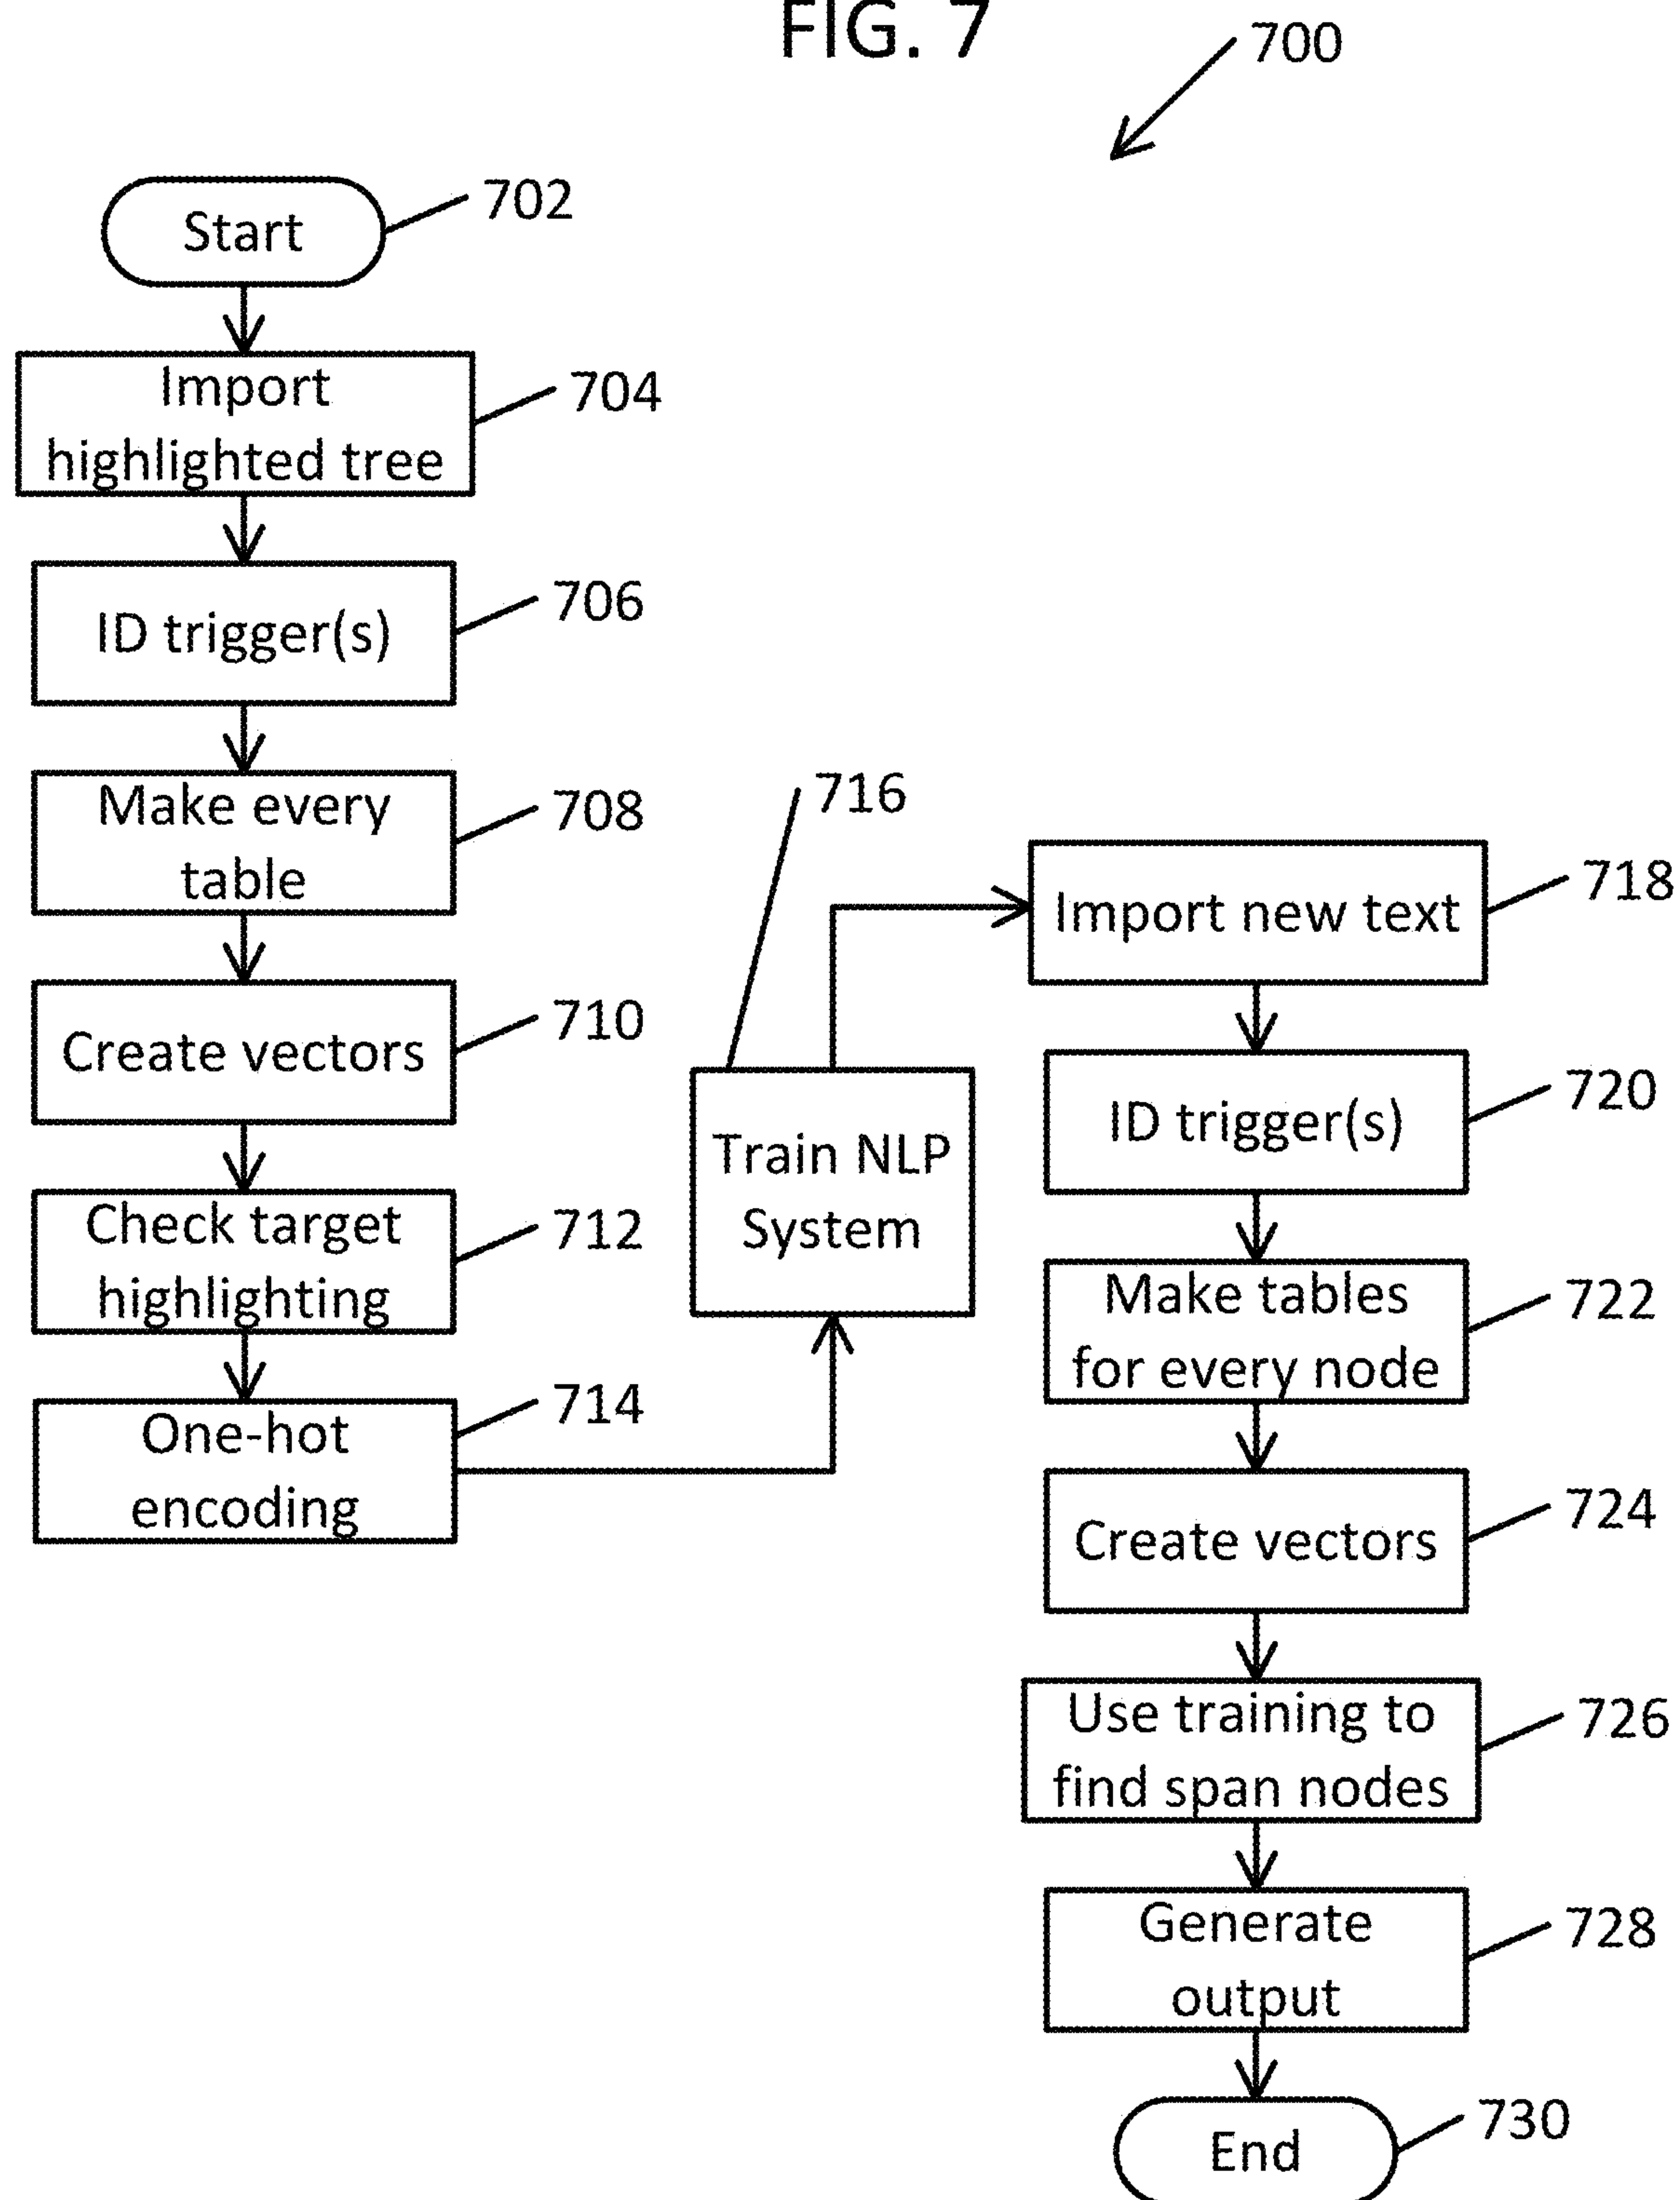 FIG. 7
700
Start
702
Import
highlighted tree
704
ID trigger(s)
706
Make every
table
708
Create vectors
710
Check target
highlighting
712
One-hot
encoding
714
716
Train NLP
System
Import new text
718
ID trigger(s)
720
Make tables
for every node
722
Create vectors
724
Use training to
find span nodes
726
Generate
output
728
End
730